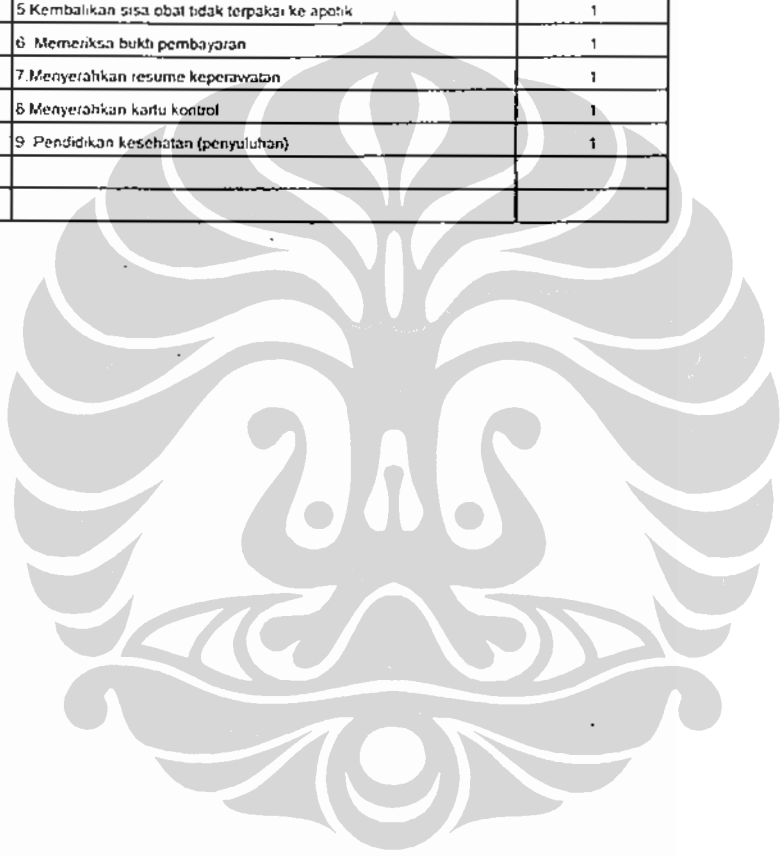 5 Kembalikan sisa obat tidak terpakai ke apotik 1
6 Memeriksa bukti pembayaran 1
7.Menyerahkan resume keperawatan 1
8 Menyerahkan kartu kontrol 1
9 Pendidikan kesehatan (penyuluhan) 1